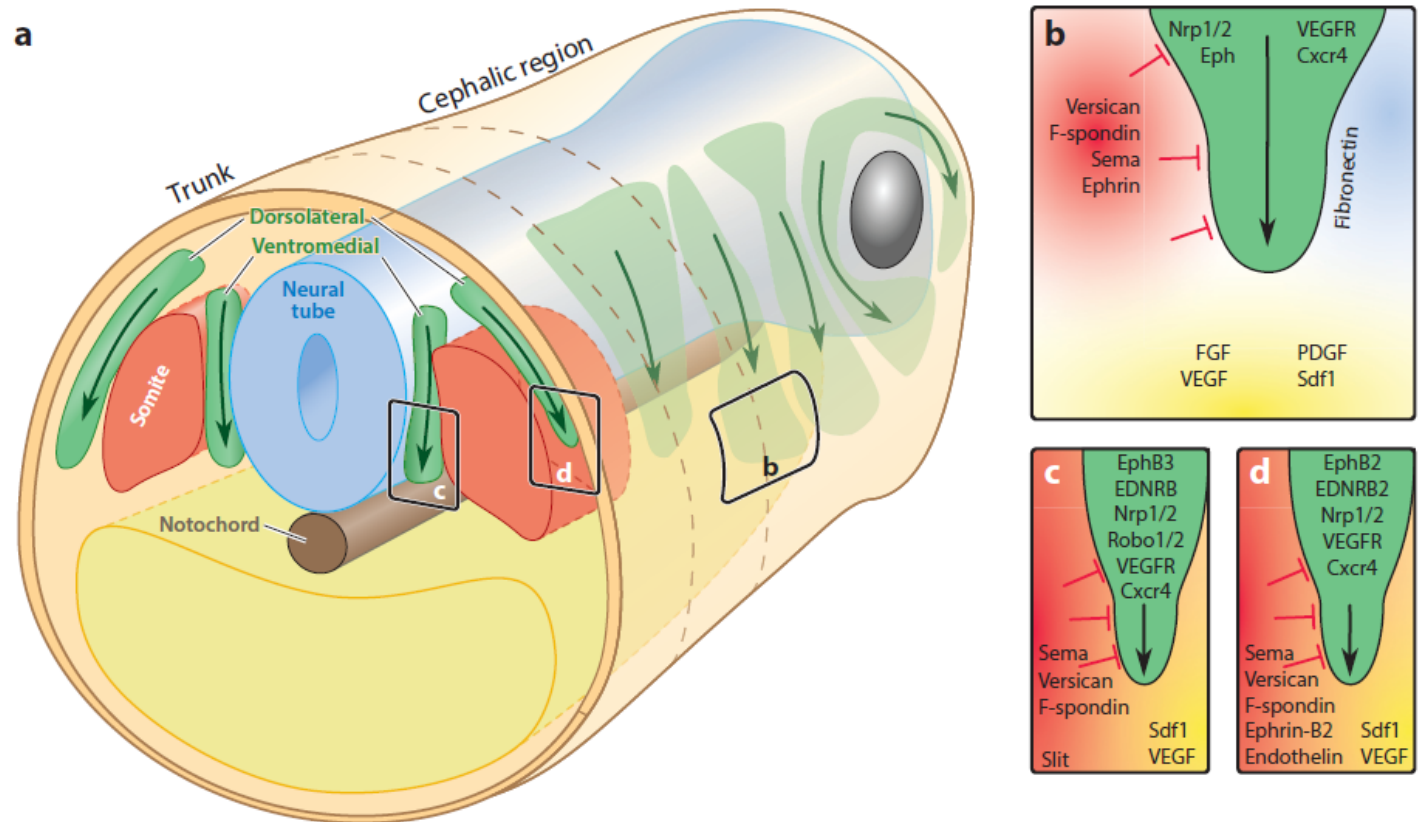 a
Cephalic region
Trunk
Dorsolateral
Ventromedial
Neural
tube
Somite
Notochord
c
d
b
b
Nrp1/2
Eph
VEGFR
Cxcr4
Versican
F-spondin
Sema
Ephrin
Fibronectin
FGF
VEGF
PDGF
Sdf1
c
EphB3
EDNRB
Nrp1/2
Robo1/2
VEGFR
Cxcr4
Sema
Versican
F-spondin
Slit
Sdf1
VEGF
d
EphB2
EDNRB2
Nrp1/2
VEGFR
Cxcr4
Sema
Versican
F-spondin
Ephrin-B2
Endothelin
Sdf1
VEGF